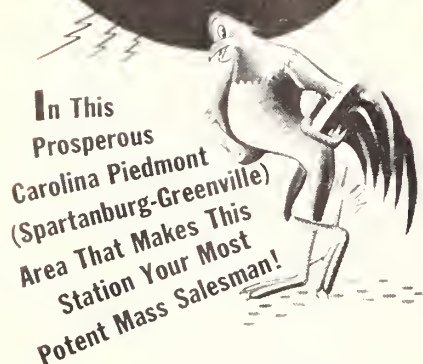 In This
Prosperous
Carolina Piedmont
(Spartanburg-Greenville)
Area That Makes This
Station Your Most
Potent Mass Salesman!